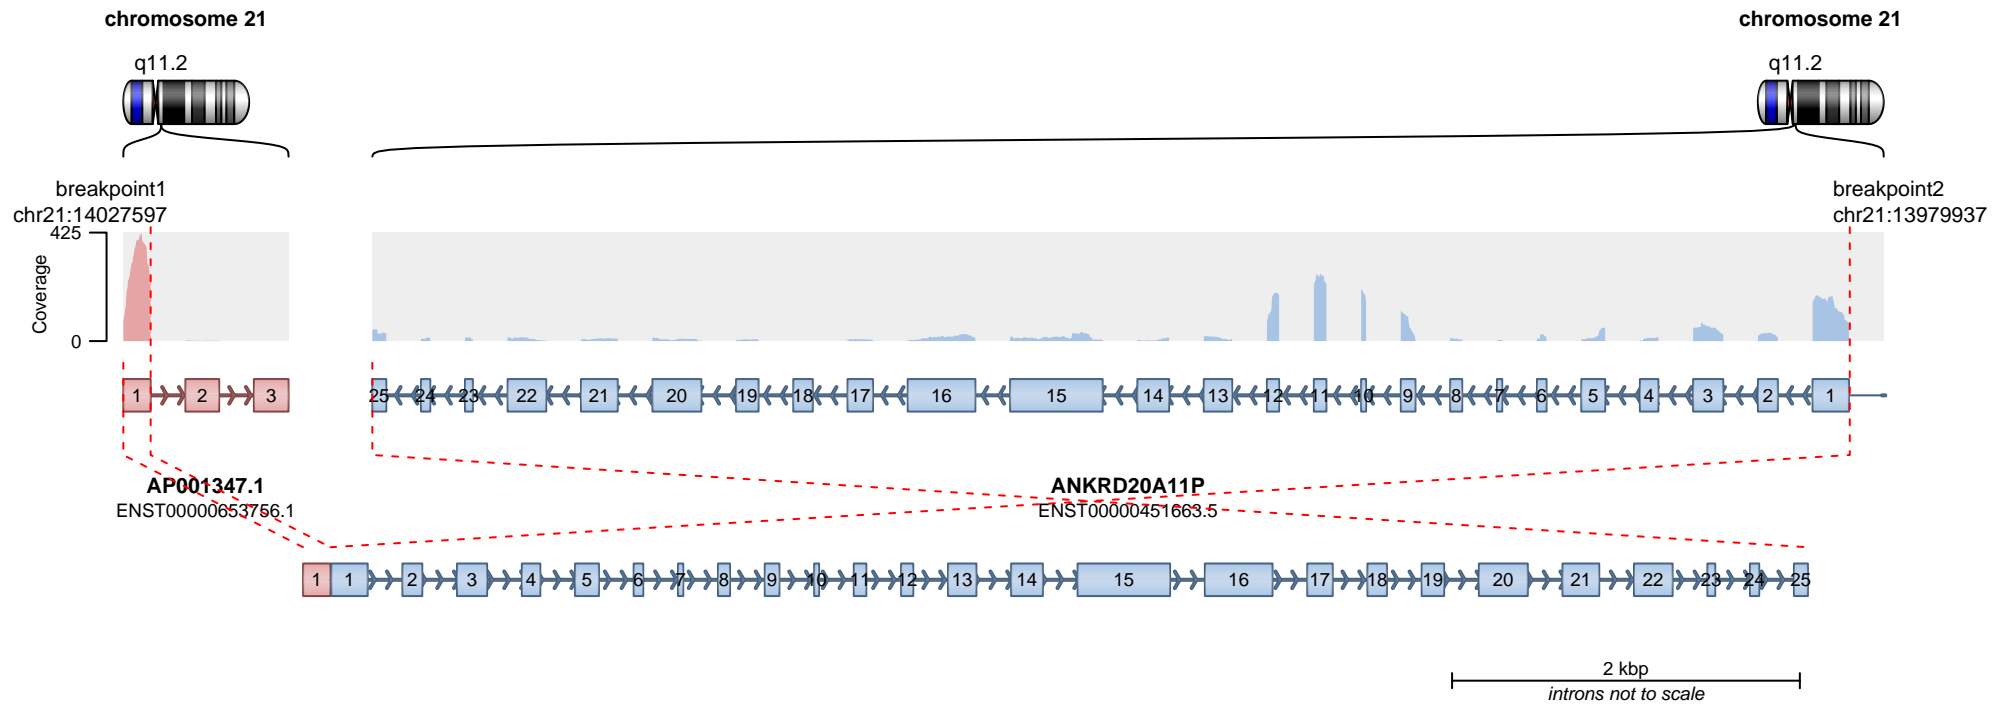 chromosome 21
chromosome 21
q11.2
q11.2
breakpoint1
chr21:14027597
breakpoint2
chr21:13979937
425
Coverage
0
1 2 3
25 24 23 22 21 20 19 18 17 16 15 14 13 12 11 10 9 8 7 6 5 4 3 2 1
AP001347.1
ENST00000653756.1
ANKRD20A11P
ENST00000451663.5
1 1 2 3 4 5 6 7 8 9 10 11 12 13 14 15 16 17 18 19 20 21 22 23 24 25
2 kbp
introns not to scale